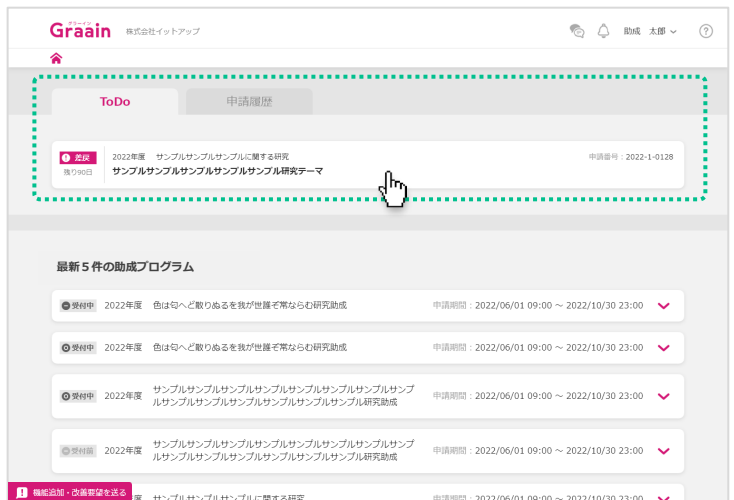 グラーイン
Graain 株式会社イットアップ 助成 太郎
ToDo 申請履歴
差戻 2022年度 サンプルサンプルサンプルに関する研究 申請番号：2022-1-0128
残り90日 サンプルサンプルサンプルサンプルサンプル研究テーマ
最新５件の助成プログラム
受付中 2022年度 色は匂へど散りぬるを我が世誰ぞ常ならむ研究助成 申請期間：2022/06/01 09:00 ～ 2022/10/30 23:00
受付中 2022年度 色は匂へど散りぬるを我が世誰ぞ常ならむ研究助成 申請期間：2022/06/01 09:00 ～ 2022/10/30 23:00
受付中 2022年度 サンプルサンプルサンプルサンプルサンプルサンプルサンプルサンプ
ルサンプルサンプルサンプルサンプルサンプルサンプル研究助成 申請期間：2022/06/01 09:00 ～ 2022/10/30 23:00
受付前 2022年度 サンプルサンプルサンプルサンプルサンプルサンプルサンプルサンプ
ルサンプルサンプルサンプルサンプルサンプルサンプル研究助成 申請期間：2022/06/01 09:00 ～ 2022/10/30 23:00
機能追加・改善要望を送る
サンプルサンプルサンプルに関する研究 申請期間：2022/06/01 09:00 ～ 2022/10/30 23:00